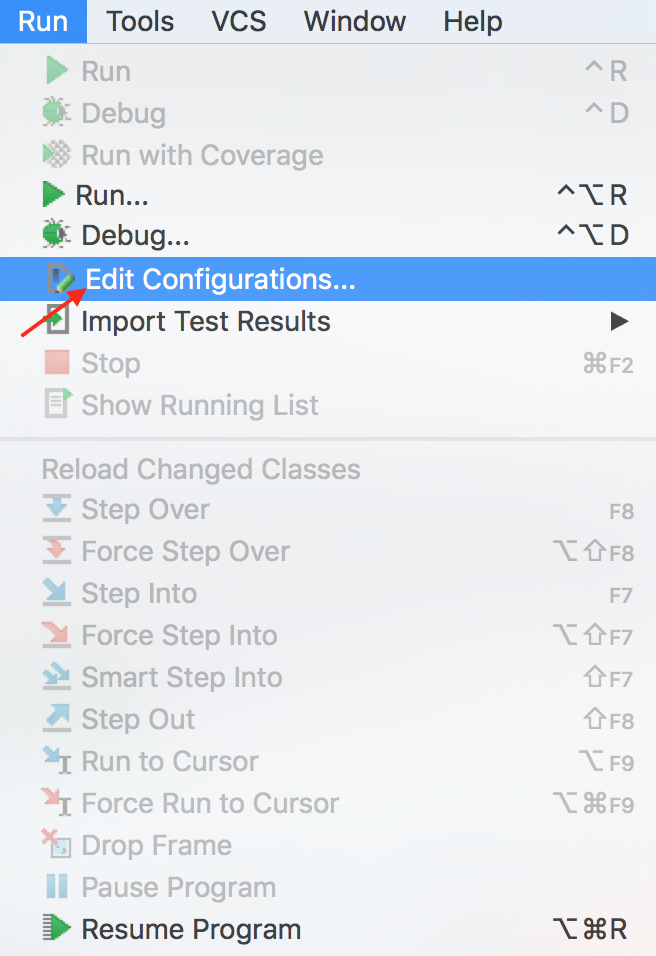 Run Tools VCS Window Help
Run ^ R
Debug ^ D
Run with Coverage
Run... ^⌥ R
Debug... ^⌥ D
Edit Configurations...
Import Test Results ▶
Stop ⌘F2
Show Running List
Reload Changed Classes
Step Over F8
Force Step Over ⌥⇧F8
Step Into F7
Force Step Into ⌥⇧F7
Smart Step Into ⇧F7
Step Out ⇧F8
Run to Cursor ⌥F9
Force Run to Cursor ⌥⌘F9
Drop Frame
Pause Program
Resume Program ⌥⌘R